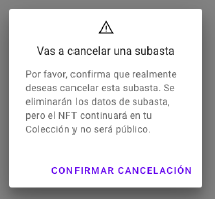 Vas a cancelar una subasta
Por favor, confirma que realmente
deseas cancelar esta subasta. Se
eliminarán los datos de subasta,
pero el NFT continuará en tu
Colección y no será público.
CONFIRMAR CANCELACIÓN